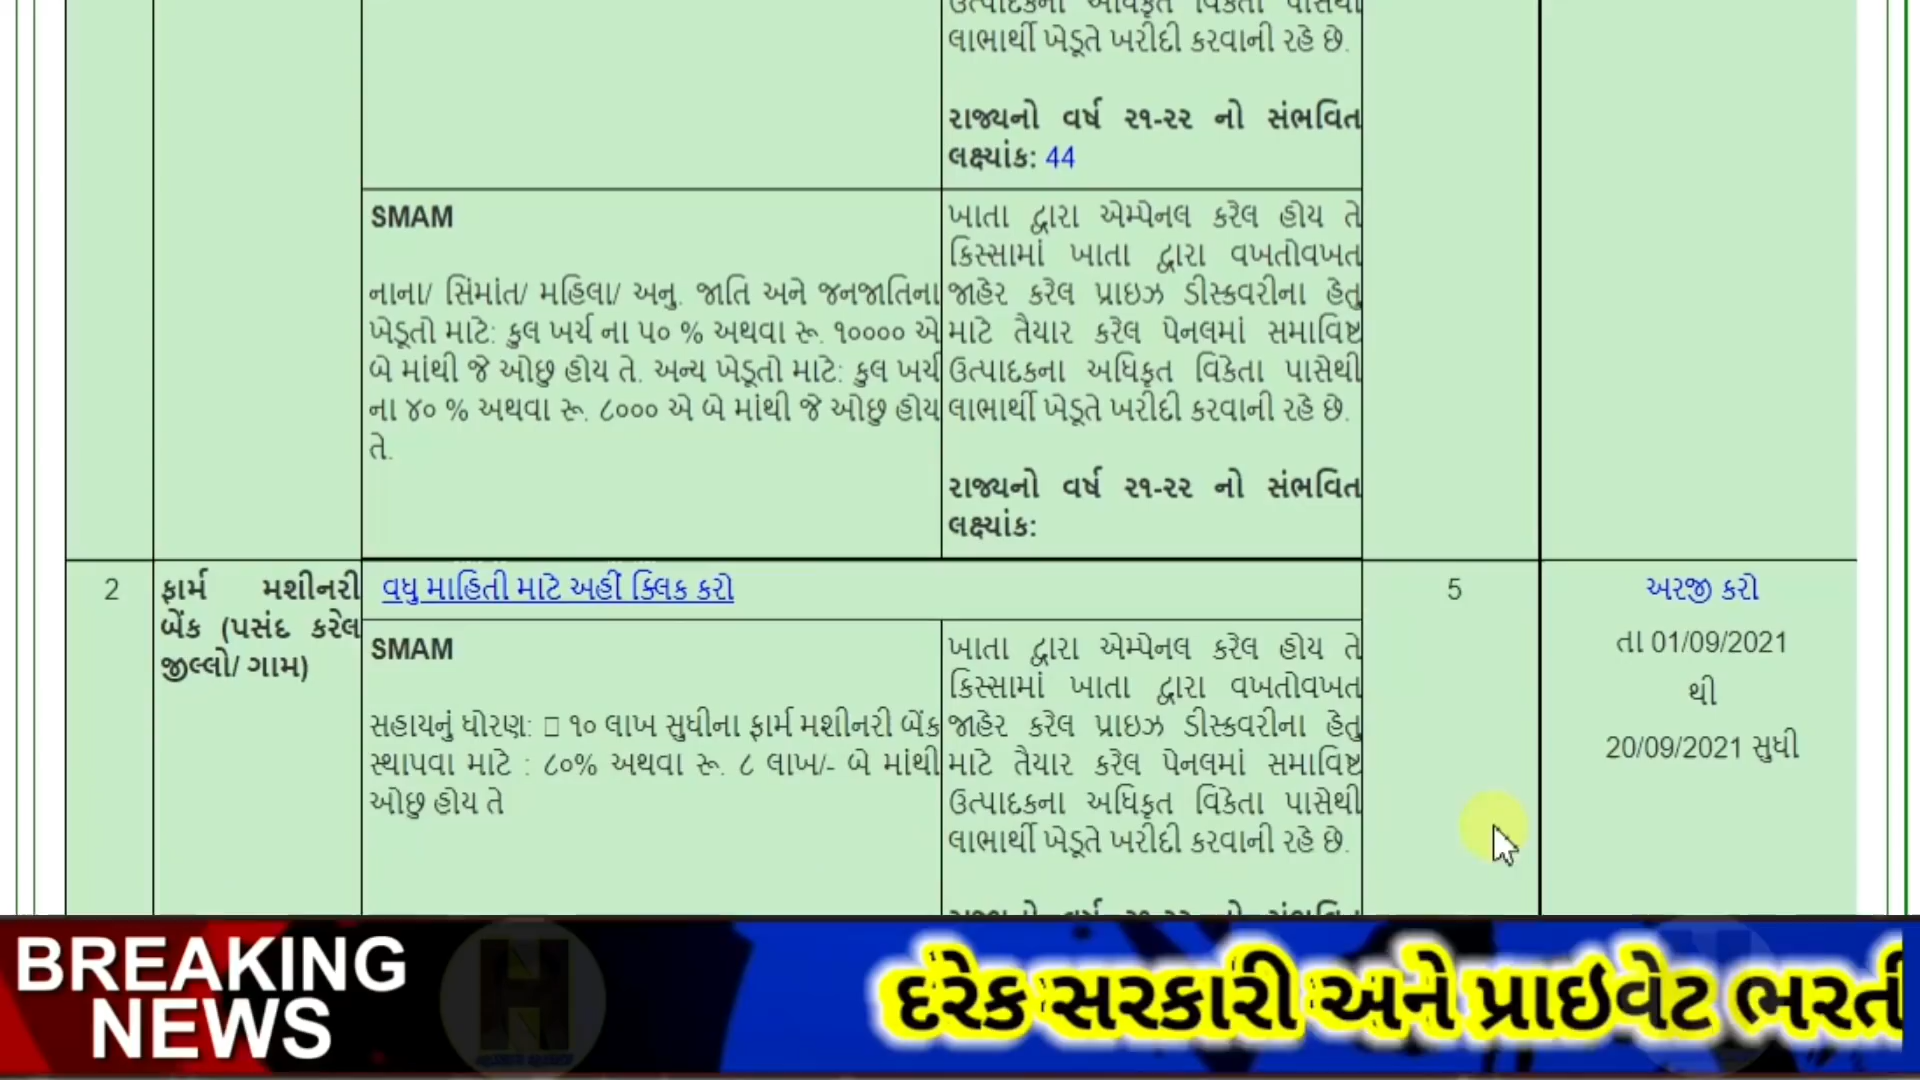 લાભાર્થી ખેડૂતે ખરીદી કરવાની રહે છે.
રાજ્યનો વર્ષ ૨૧-૨૨ નો સંભવિત
લક્ષ્યાંક: 44
SMAM
નાના/ સિમાંત/ મહિલા/ અનુ. જાતિ અને જનજાતિના
ખેડૂતો માટે: કુલ ખર્ચ ના ૫૦ % અથવા રૂ. ૧૦૦૦૦ એ
બે માંથી જે ઓછુ હોય તે. અન્ય ખેડૂતો માટે: કુલ ખર્ચ
ના ૪૦ % અથવા રૂ. ૮૦૦૦ એ બે માંથી જે ઓછુ હોય
તે.
ખાતા દ્વારા એમ્પેનલ કરેલ હોય તે
કિસ્સામાં ખાતા દ્વારા વખતોવખત
જાહેર કરેલ પ્રાઇઝ ડીસ્કવરીના હેતુ
માટે તૈયાર કરેલ પેનલમાં સમાવિષ્ટ
ઉત્પાદકના અધિકૃત વિકેતા પાસેથી
લાભાર્થી ખેડૂતે ખરીદી કરવાની રહે છે.
રાજ્યનો વર્ષ ૨૧-૨૨ નો સંભવિત
લક્ષ્યાંક:
2
ફાર્મ મશીનરી
બેંક (પસંદ કરેલ
જીલ્લો/ ગામ)
વધુ માહિતી માટે અહીં ક્લિક કરો
SMAM
સહાયનું ધોરણ: □ ૧૦ લાખ સુધીના ફાર્મ મશીનરી બેંક
સ્થાપવા માટે : ૮૦% અથવા રૂ. ૮ લાખ/- બે માંથી
ઓછુ હોય તે
ખાતા દ્વારા એમ્પેનલ કરેલ હોય તે
કિસ્સામાં ખાતા દ્વારા વખતોવખત
જાહેર કરેલ પ્રાઇઝ ડીસ્કવરીના હેતુ
માટે તૈયાર કરેલ પેનલમાં સમાવિષ્ટ
ઉત્પાદકના અધિકૃત વિકેતા પાસેથી
લાભાર્થી ખેડૂતે ખરીદી કરવાની રહે છે.
5
અરજી કરો
તા 01/09/2021
થી
20/09/2021 સુધી
BREAKING
NEWS
દરેક સરકારી અને પ્રાઇવેટ ભરતી